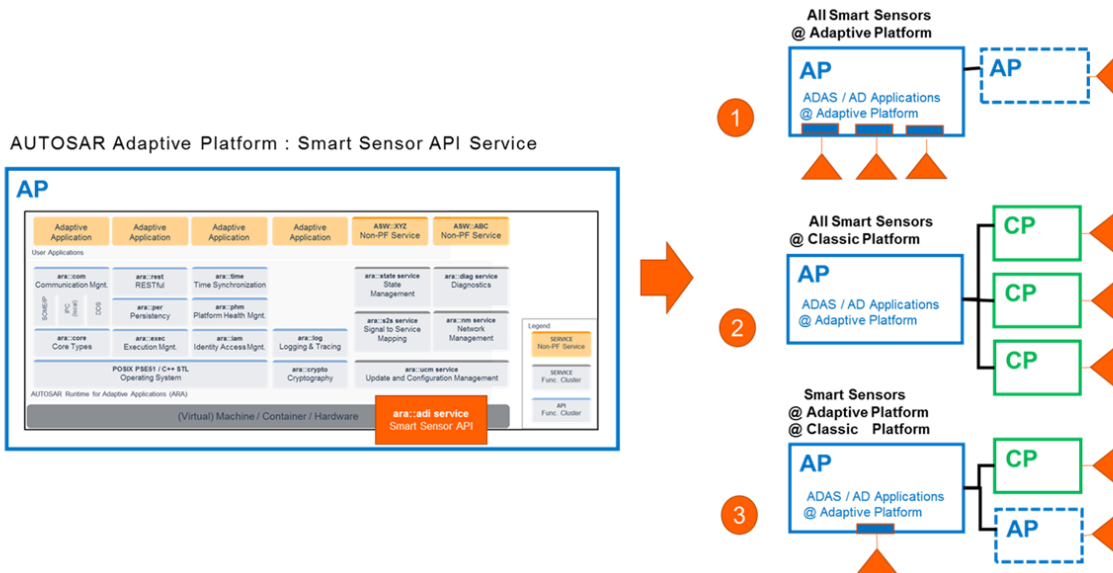 AUTOSAR Adaptive Platform : Smart Sensor API Service
AP
Adaptive
Application
Adaptive
Application
Adaptive
Application
Adaptive
Application
ASW::XYZ
Non-PF Service
ASW::ABC
Non-PF Service
User Applications
ara::com
Communication Mgnt.
SOME/IP
IPC
(local)
DDS
ara::rest
RESTful
ara::time
Time Synchronization
ara::per
Persistency
ara::phm
Platform Health Mgnt.
ara::state service
State
Management
ara::diag service
Diagnostics
ara::s2s service
Signal to Service
Mapping
ara::nm service
Network
Management
ara::core
Core Types
ara::exec
Execution Mgnt.
ara::iam
Identity Access Mgnt.
ara::log
Logging & Tracing
POSIX PSE51 / C++ STL
Operating System
ara::crypto
Cryptography
ara::ucm service
Update and Configuration Management
AUTOSAR Runtime for Adaptive Applications (ARA)
(Virtual) Machine / Container / Hardware
ara::adi service
Smart Sensor API
Legend
SERVICE
Non-PF Service
SERVICE
Func. Cluster
API
Func. Cluster
1
All Smart Sensors
@ Adaptive Platform
AP
ADAS / AD Applications
@ Adaptive Platform
AP
2
All Smart Sensors
@ Classic Platform
AP
ADAS / AD Applications
@ Adaptive Platform
CP
CP
CP
3
Smart Sensors
@ Adaptive Platform
@ Classic Platform
AP
ADAS / AD Applications
@ Adaptive Platform
CP
AP